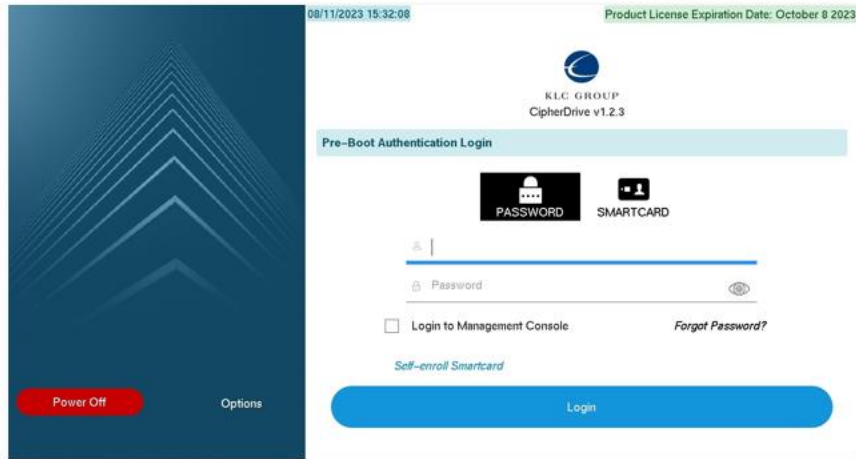 08/11/2023 15:32:08
Product License Expiration Date: October 8 2023
KLC GROUP
CipherDrive v1.2.3
Pre-Boot Authentication Login
PASSWORD
SMARTCARD
Password
Login to Management Console
Forgot Password?
Self-enroll Smartcard
Power Off
Options
Login